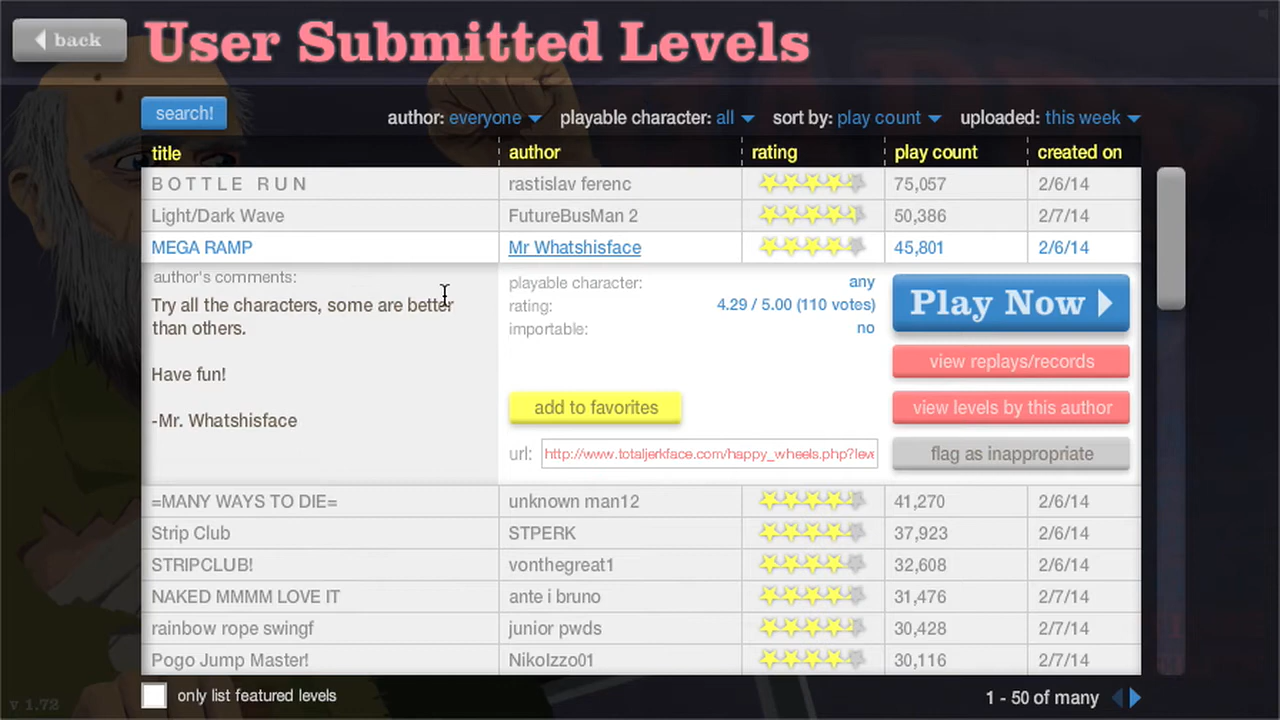 back
User Submitted Levels
search!
author: everyone playable character: all sort by: play count uploaded: this week
title author rating play count created on
BOTTLE RUN rastislav ferenc 75,057 2/6/14
Light/Dark Wave FutureBusMan 2 50,386 2/7/14
MEGA RAMP Mr Whatshisface 45,801 2/6/14
author's comments:
Try all the characters, some are better
than others.
Have fun!
-Mr. Whatshisface
playable character: any
rating: 4.29 / 5.00 (110 votes)
importable: no
add to favorites
url: http://www.totaljerkface.com/happy_wheels.php?leve
Play Now
view replays/records
view levels by this author
flag as inappropriate
=MANY WAYS TO DIE= unknown man12 41,270 2/6/14
Strip Club STPERK 37,923 2/6/14
STRIPCLUB! vonthegreat1 32,608 2/6/14
NAKED MMMM LOVE IT ante i bruno 31,476 2/7/14
rainbow rope swingf junior pwds 30,428 2/7/14
Pogo Jump Master! NikoIzzo01 30,116 2/7/14
only list featured levels 1 - 50 of many
v 1.72